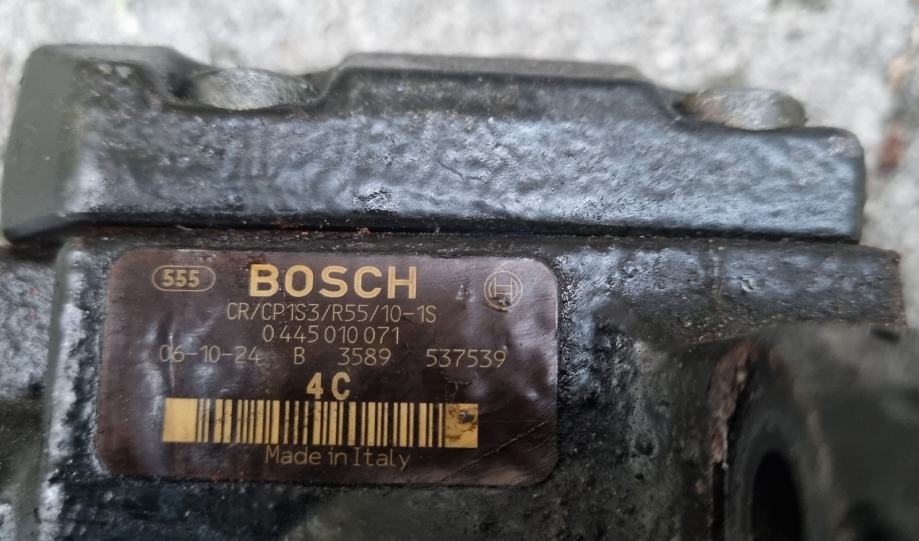 555 BOSCH
CR/CP1S3/R55/10-1S
0 445 010 071
06-10-24 B 3589 537539
4C
Made in Italy